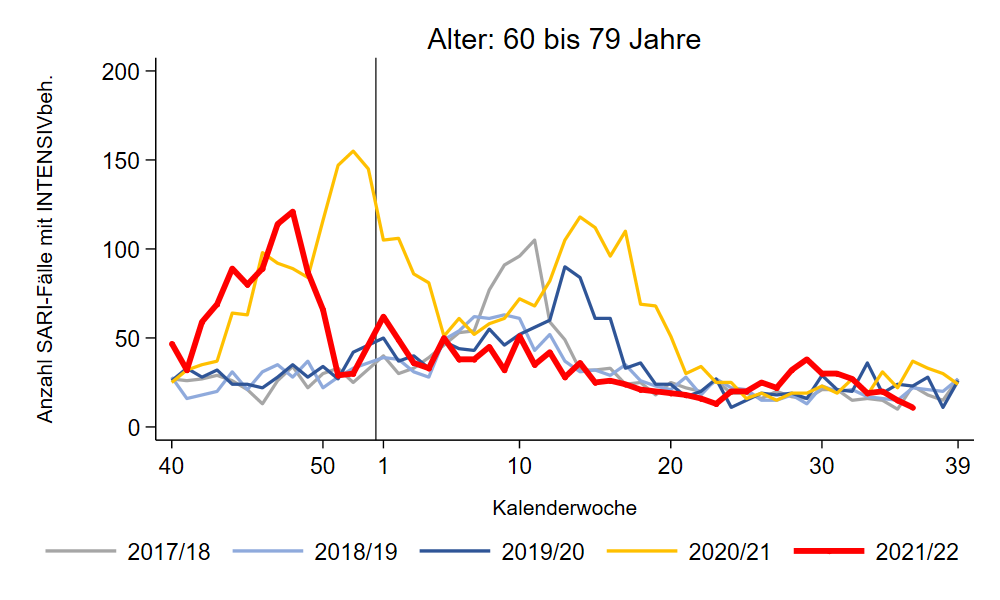 Alter: 60 bis 79 Jahre
Anzahl SARI-Fälle mit INTENSIVbeh.
200
150
100
50
0
40 50 1 10 20 30 39
Kalenderwoche
2017/18 2018/19 2019/20 2020/21 2021/22